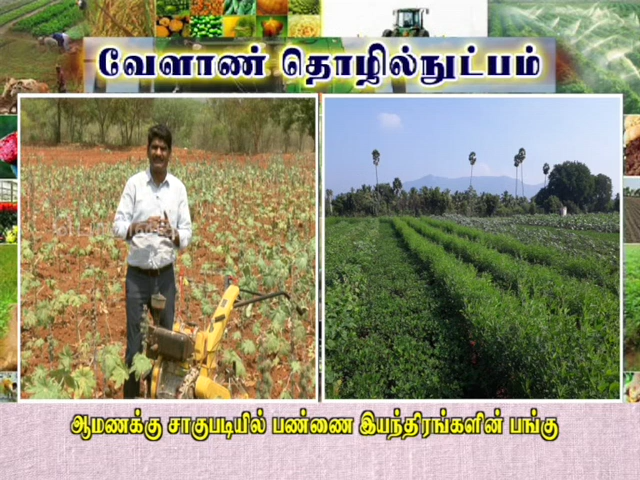 வேளாண் தொழில்நுட்பம்
ஆமணக்கு சாகுபடியில் பண்ணை இயந்திரங்களின் பங்கு